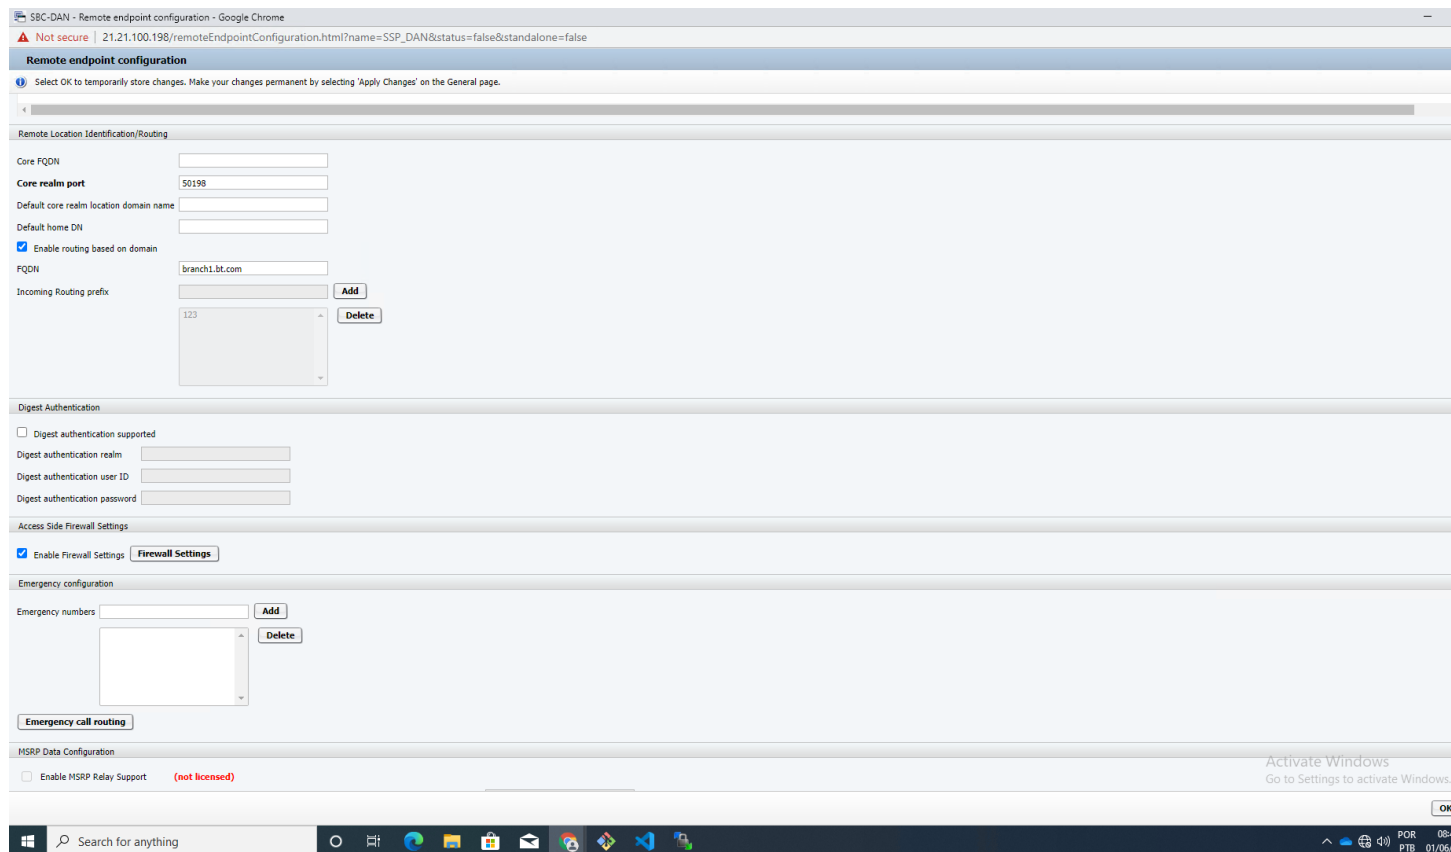 SBC-DAN - Remote endpoint configuration - Google Chrome
Not secure | 21.21.100.198/remoteEndpointConfiguration.html?name=SSP_DAN&status=false&standalone=false
Remote endpoint configuration
Select OK to temporarily store changes. Make your changes permanent by selecting 'Apply Changes' on the General page.
Remote Location Identification/Routing
Core FQDN
Core realm port 50198
Default core realm location domain name
Default home DN
Enable routing based on domain
FQDN branch1.bt.com
Incoming Routing prefix Add
123 Delete
Digest Authentication
Digest authentication supported
Digest authentication realm
Digest authentication user ID
Digest authentication password
Access Side Firewall Settings
Enable Firewall Settings Firewall Settings
Emergency configuration
Emergency numbers Add
Delete
Emergency call routing
MSRP Data Configuration
Enable MSRP Relay Support (not licensed)
Activate Windows
Go to Settings to activate Windows.
OK
Search for anything
POR 08:
PTB 01/06/